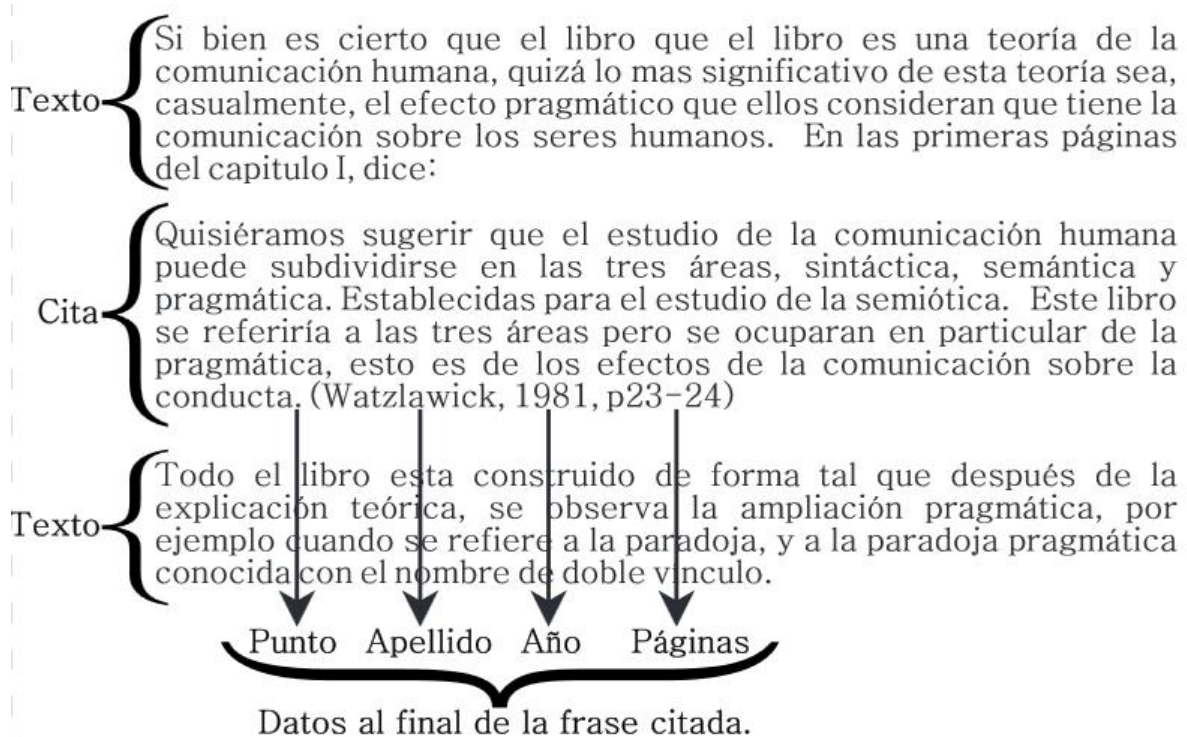 Si bien es cierto que el libro que el libro es una teoría de la
comunicación humana, quizá lo mas significativo de esta teoría sea,
Texto
casualmente, el efecto pragmático que ellos consideran que tiene la
comunicación sobre los seres humanos. En las primeras páginas
del capitulo I, dice:
Quisiéramos sugerir que el estudio de la comunicación humana
puede subdividirse en las tres áreas, sintáctica, semántica y
pragmática. Establecidas para el estudio de la semiótica. Este libro
Cita
se referiría a las tres áreas pero se ocuparan en particular de la
pragmática, esto es de los efectos de la comunicación sobre la
conducta. (Watzlawick, 1981, p23-24)
Todo el libro esta construido de forma tal que después de la
explicación teórica, se observa la ampliación pragmática, por
Texto
ejemplo cuando se refiere a la paradoja, y a la paradoja pragmática
conocida con el nombre de doble vinculo.
Punto Apellido Año Páginas
Datos al final de la frase citada.